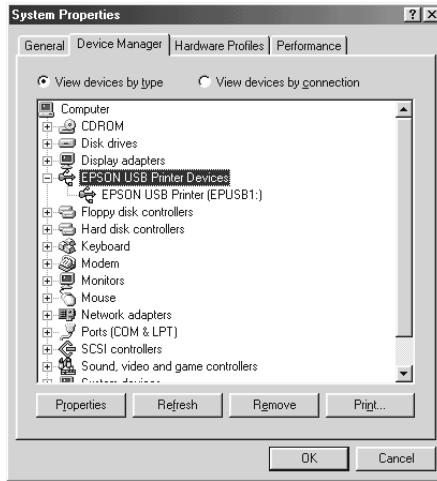 System Properties
General Device Manager Hardware Profiles Performance
View devices by type View devices by connection
Computer
CDROM
Disk drives
Display adapters
EPSON USB Printer Devices
EPSON USB Printer (EPUSB1:)
Floppy disk controllers
Hard disk controllers
Keyboard
Modem
Monitors
Mouse
Network adapters
Ports (COM & LPT)
SCSI controllers
Sound, video and game controllers
System devices
Properties Refresh Remove Print...
OK Cancel